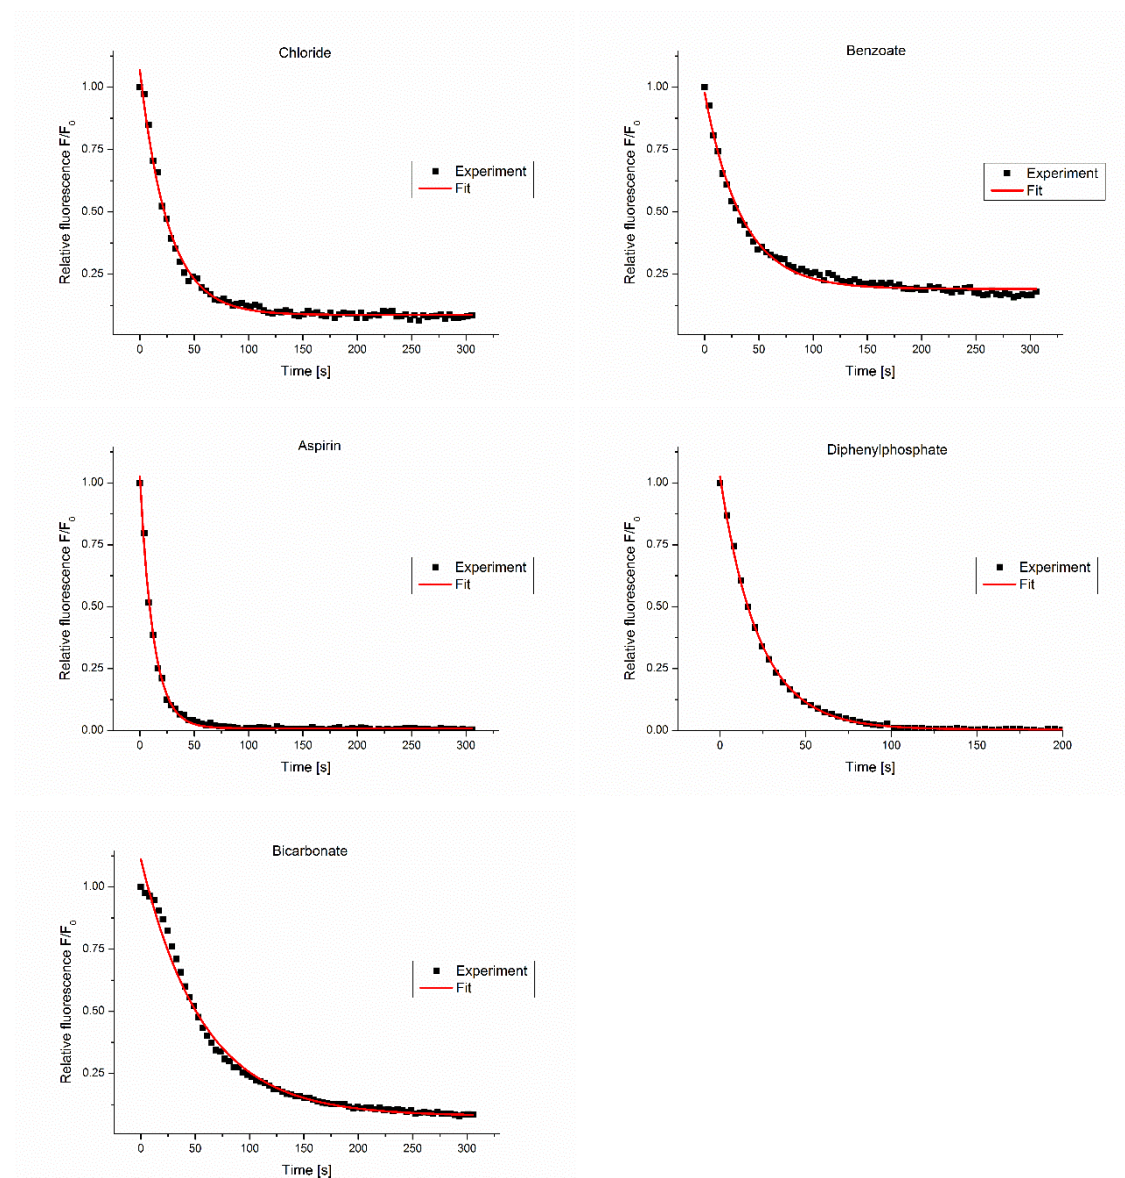 Chloride
Relative fluorescence F/F0
1.00
0.75
0.50
0.25
0 50 100 150 200 250 300
Time [s]
Experiment
Fit
Benzoate
Relative fluorescence F/F0
1.00
0.75
0.50
0.25
0 50 100 150 200 250 300
Time [s]
Experiment
Fit
Aspirin
Relative fluorescence F/F0
1.00
0.75
0.50
0.25
0.00
0 50 100 150 200 250 300
Time [s]
Experiment
Fit
Diphenylphosphate
Relative fluorescence F/F0
1.00
0.75
0.50
0.25
0.00
0 50 100 150 200
Time [s]
Experiment
Fit
Bicarbonate
Relative fluorescence F/F0
1.00
0.75
0.50
0.25
0 50 100 150 200 250 300
Time [s]
Experiment
Fit